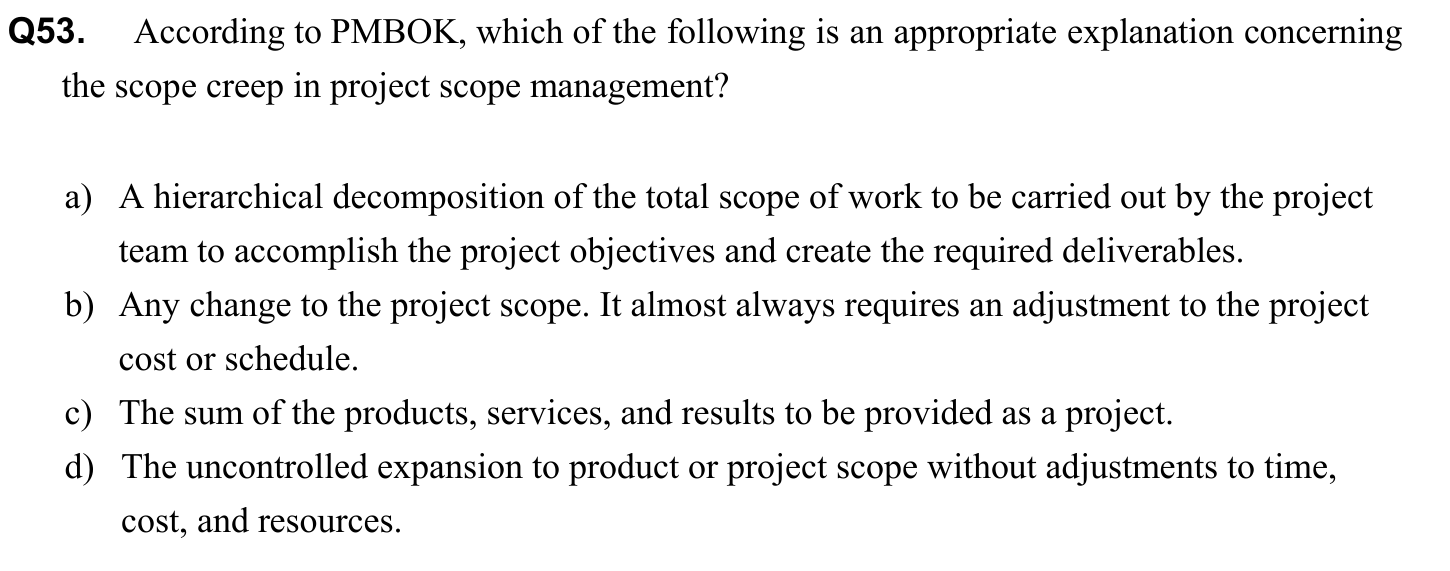 Q53. According to PMBOK, which of the following is an appropriate explanation concerning
the scope creep in project scope management?
a) A hierarchical decomposition of the total scope of work to be carried out by the project
team to accomplish the project objectives and create the required deliverables.
b) Any change to the project scope. It almost always requires an adjustment to the project
cost or schedule.
c) The sum of the products, services, and results to be provided as a project.
d) The uncontrolled expansion to product or project scope without adjustments to time,
cost, and resources.